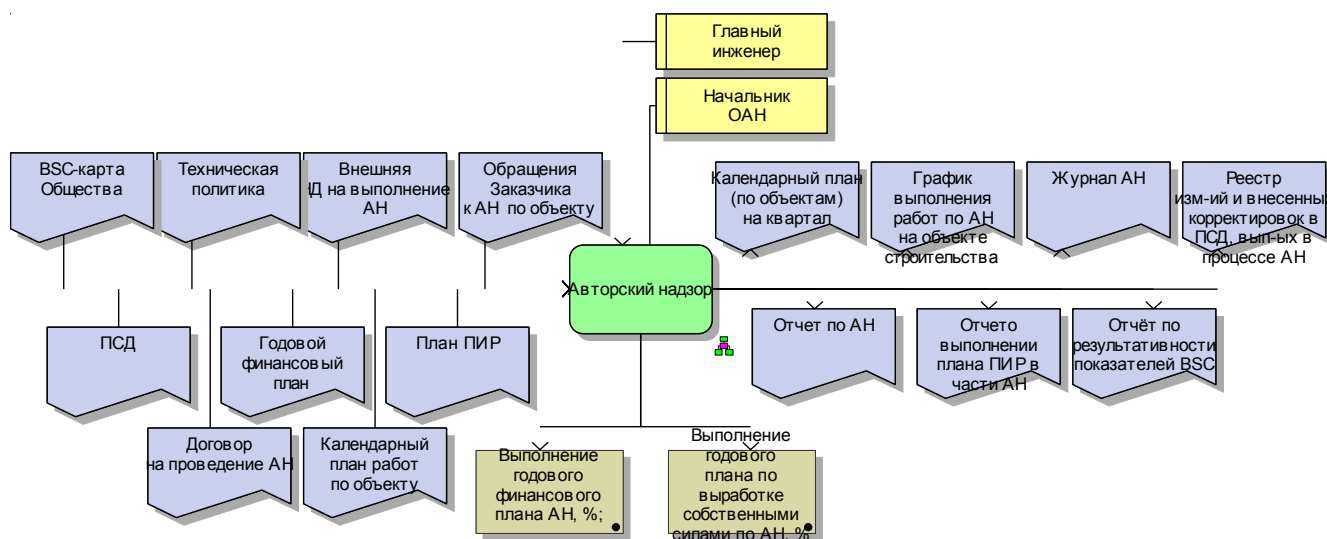 Главный
инженер
Начальник
ОАН
BSC-карта
Общества
Техническая
политика
Внешняя
НД на выполнение
АН
Обращения
Заказчика
к АН по объекту
Календарный план
(по объектам)
на квартал
График
выполнения
работ по АН
на объекте
строительства
Журнал АН
Реестр
изм-ий и внесенных
корректировок в
ПСД, вып-ых в
процессе АН
Авторский надзор
ПСД
Годовой
финансовый
план
План ПИР
Отчет по АН
Отчето
выполнении
плана ПИР в
части АН
Отчёт по
результативности
показателей BSC
Договор
на проведение АН
Календарный
план работ
по объекту
Выполнение
годового
финансового
плана АН, %;
Выполнение
годового
плана по
выработке
собственными
силами по АН, %